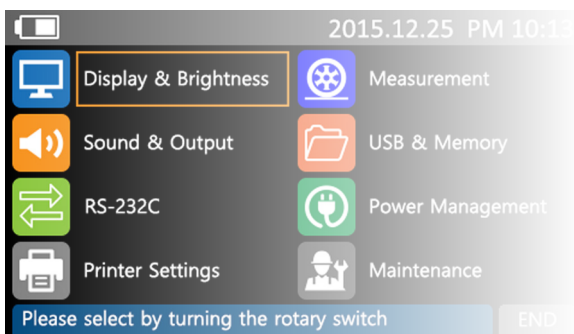 2015.12.25 PM 10:13
Display & Brightness
Measurement
Sound & Output
USB & Memory
RS-232C
Power Management
Printer Settings
Maintenance
Please select by turning the rotary switch
END